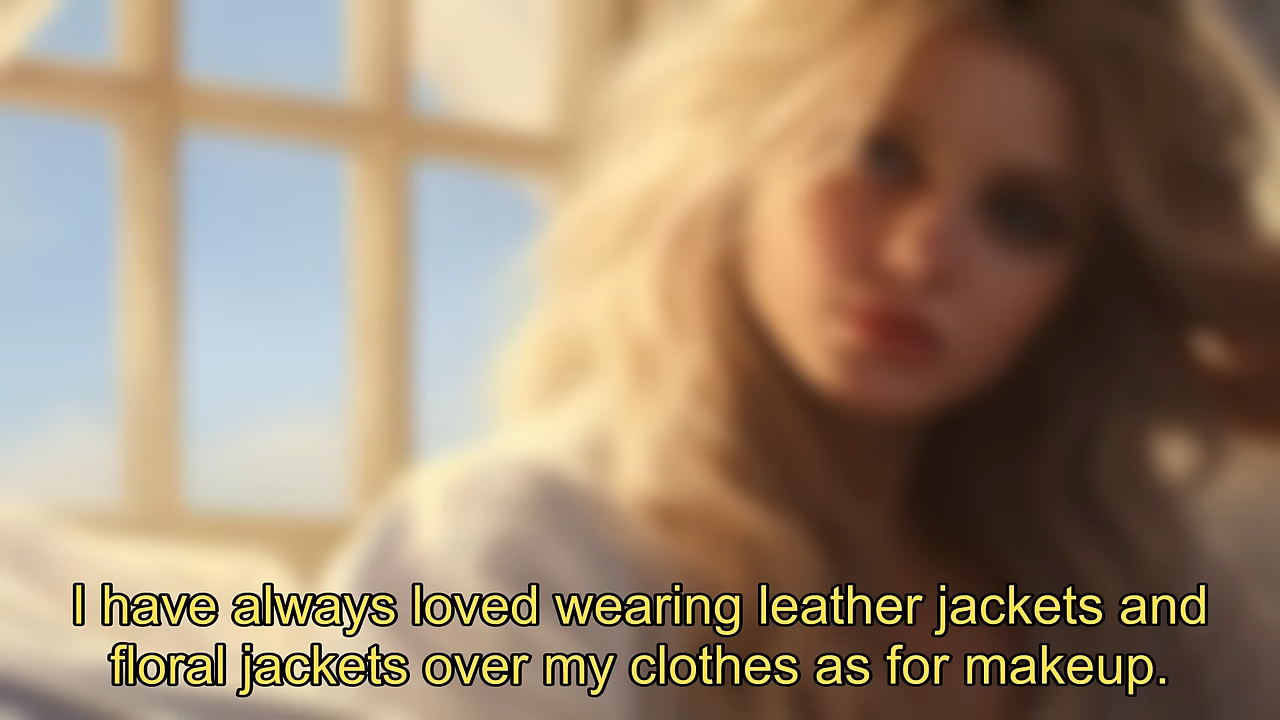 I have always loved wearing leather jackets and
floral jackets over my clothes as for makeup.